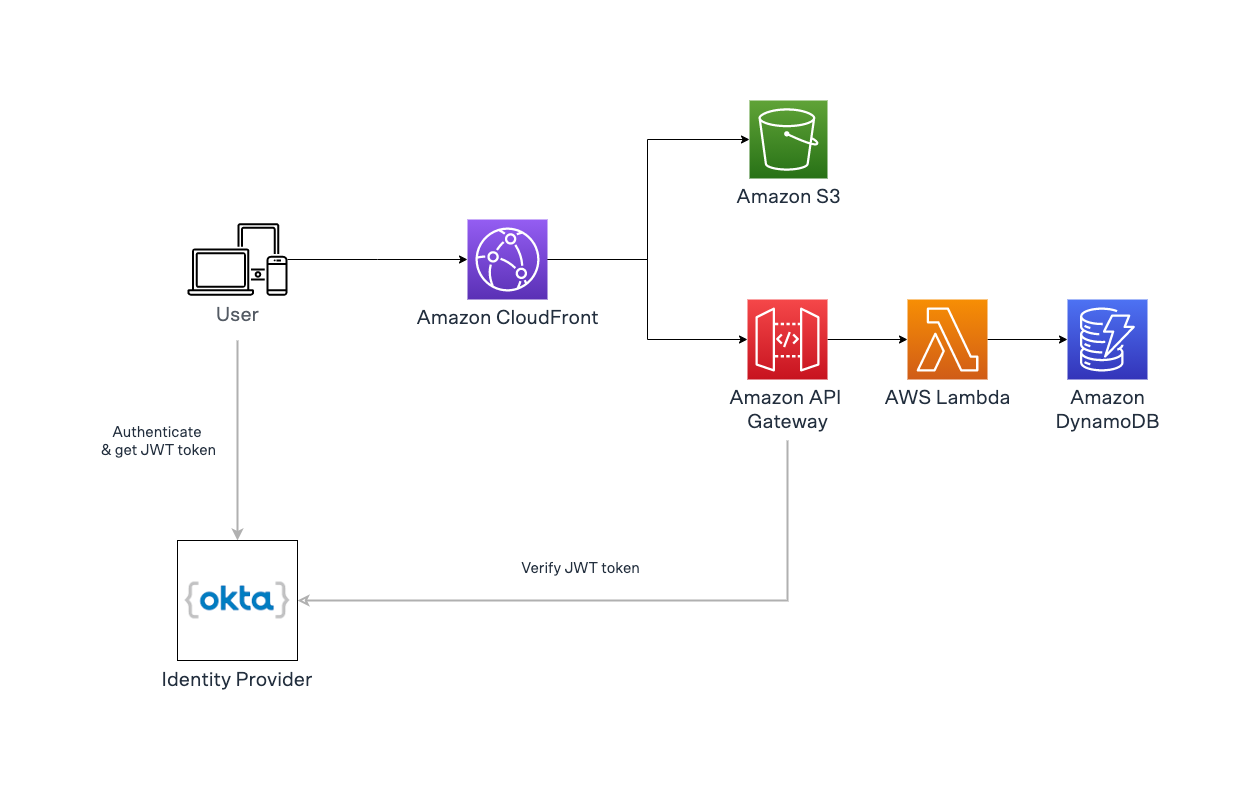 Amazon S3
User
Amazon CloudFront
</>
Amazon API
Gateway
AWS Lambda
Amazon
DynamoDB
Authenticate
& get JWT token
Verify JWT token
{okta}
Identity Provider